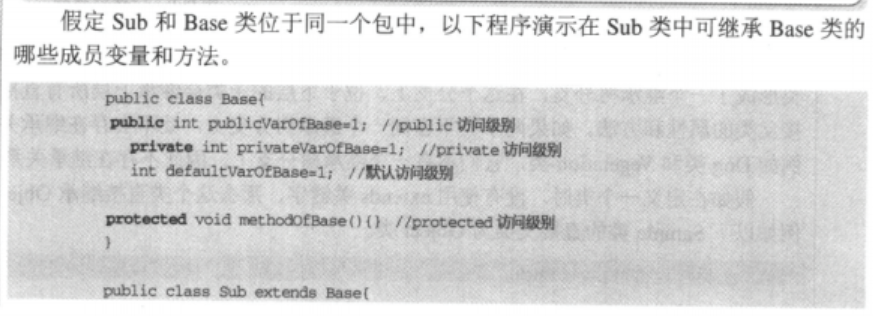 假定 Sub 和 Base 类位于同一个包中，以下程序演示在 Sub 类中可继承 Base 类的
哪些成员变量和方法。
public class Base{
public int publicVarOfBase=1; //public 访问级别
private int privateVarOfBase=1; //private 访问级别
int defaultVarOfBase=1; //默认访问级别
protected void methodOfBase(){} //protected 访问级别
}
public class Sub extends Base{